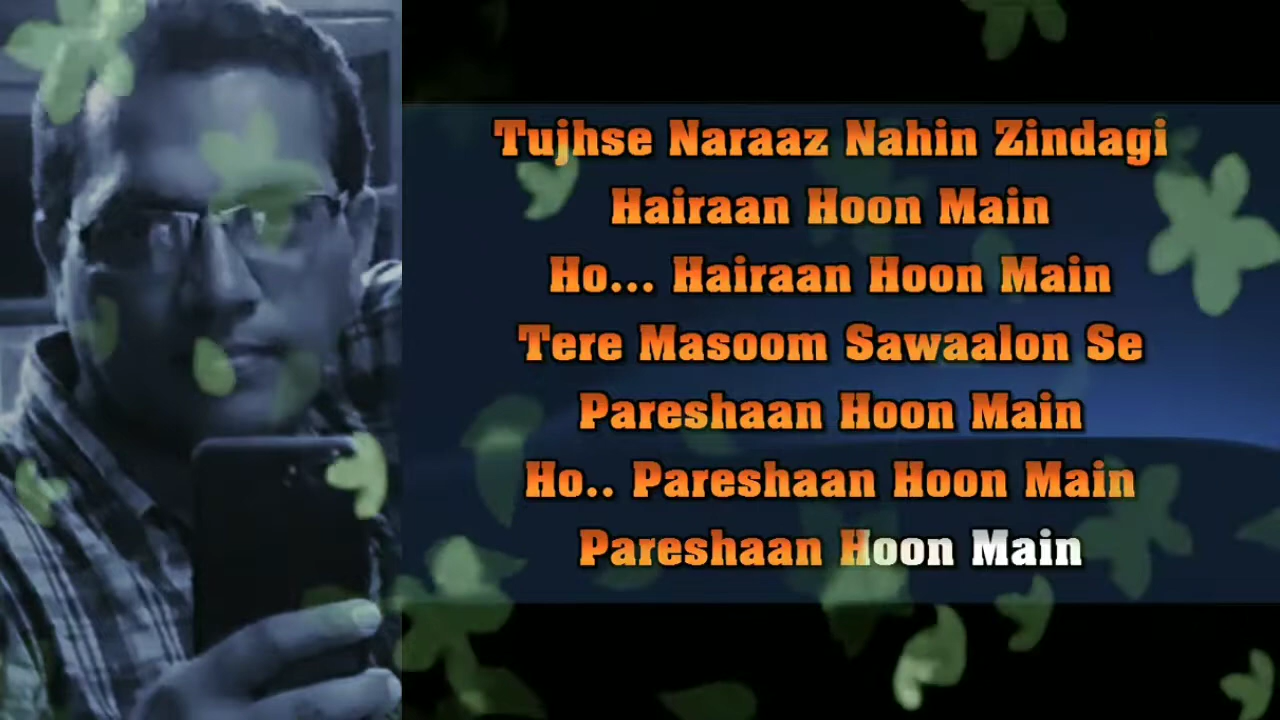 Tujhse Naraaz Nahin Zindagi
Hairaan Hoon Main
Ho... Hairaan Hoon Main
Tere Masoom Sawaalon Se
Pareshaan Hoon Main
Ho.. Pareshaan Hoon Main
Pareshaan Hoon Main